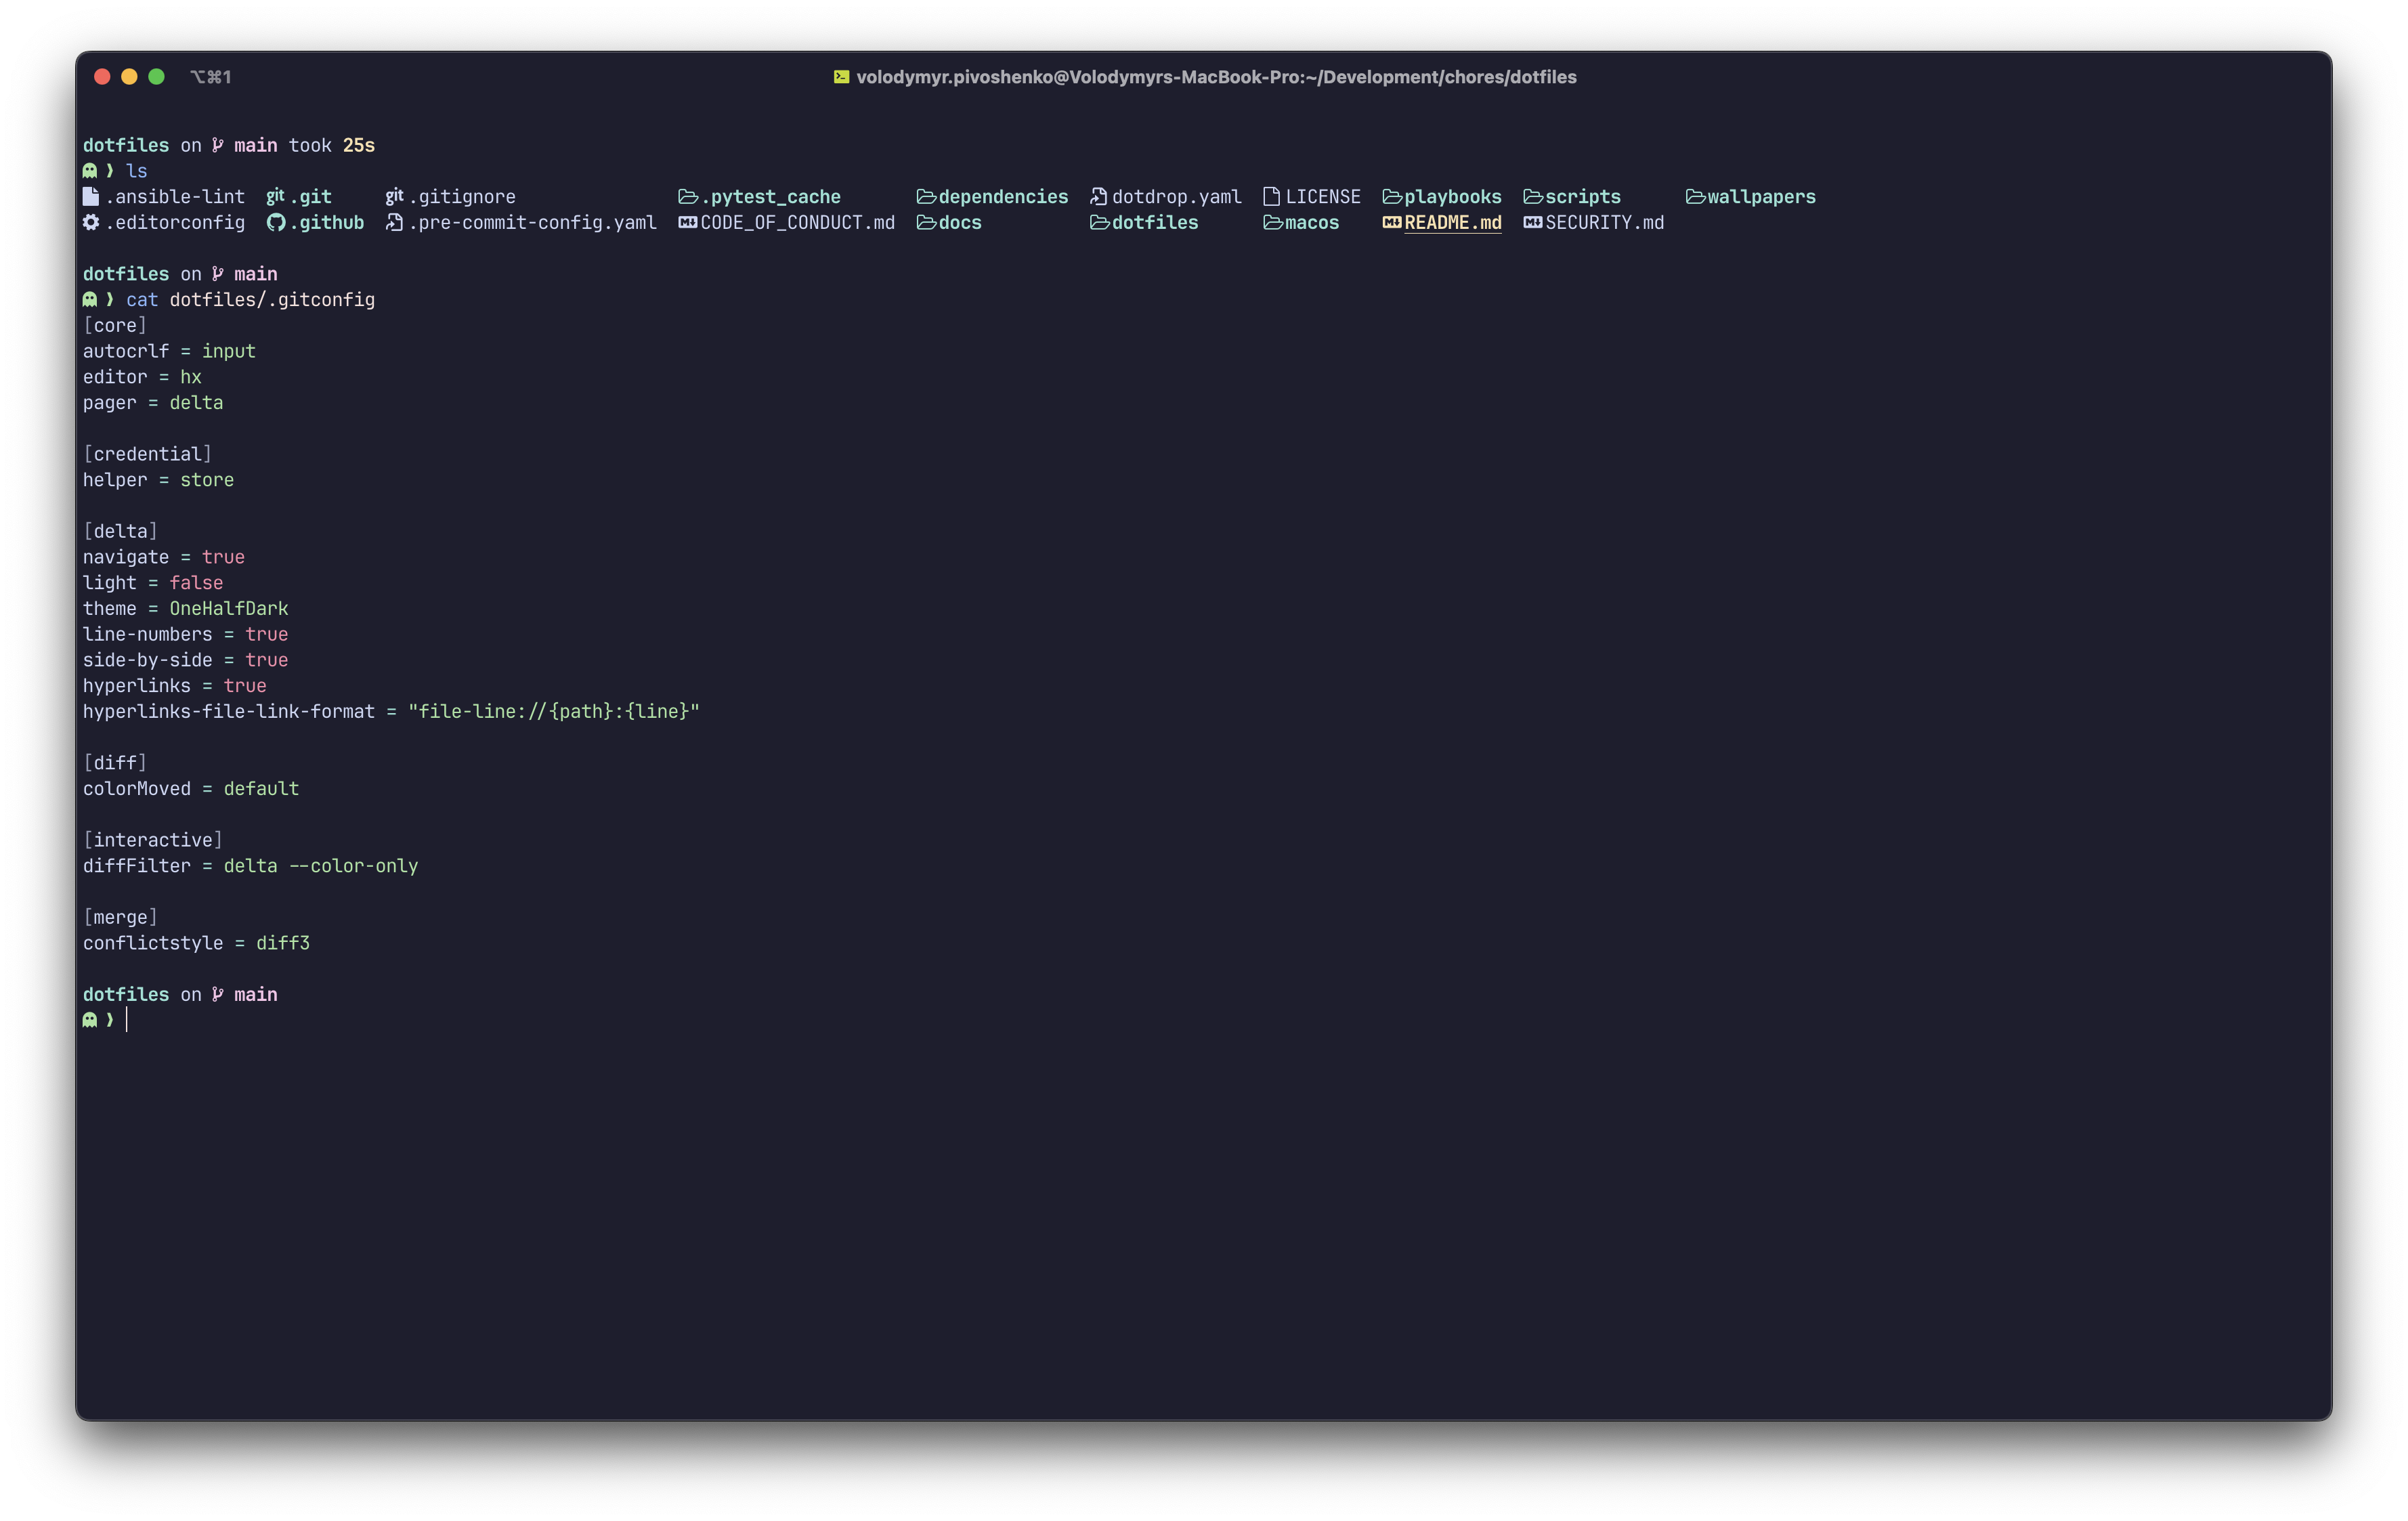 ⌥⌘1 volodymyr.pivoshenko@Volodymyrs-MacBook-Pro:~/Development/chores/dotfiles
dotfiles on main took 25s
❯ ls
.ansible-lint git .git git .gitignore .pytest_cache dependencies dotdrop.yaml LICENSE playbooks scripts wallpapers
.editorconfig .github .pre-commit-config.yaml CODE_OF_CONDUCT.md docs dotfiles macos README.md SECURITY.md
dotfiles on main
❯ cat dotfiles/.gitconfig
[core]
autocrlf = input
editor = hx
pager = delta
[credential]
helper = store
[delta]
navigate = true
light = false
theme = OneHalfDark
line-numbers = true
side-by-side = true
hyperlinks = true
hyperlinks-file-link-format = "file-line://{path}:{line}"
[diff]
colorMoved = default
[interactive]
diffFilter = delta --color-only
[merge]
conflictstyle = diff3
dotfiles on main
❯